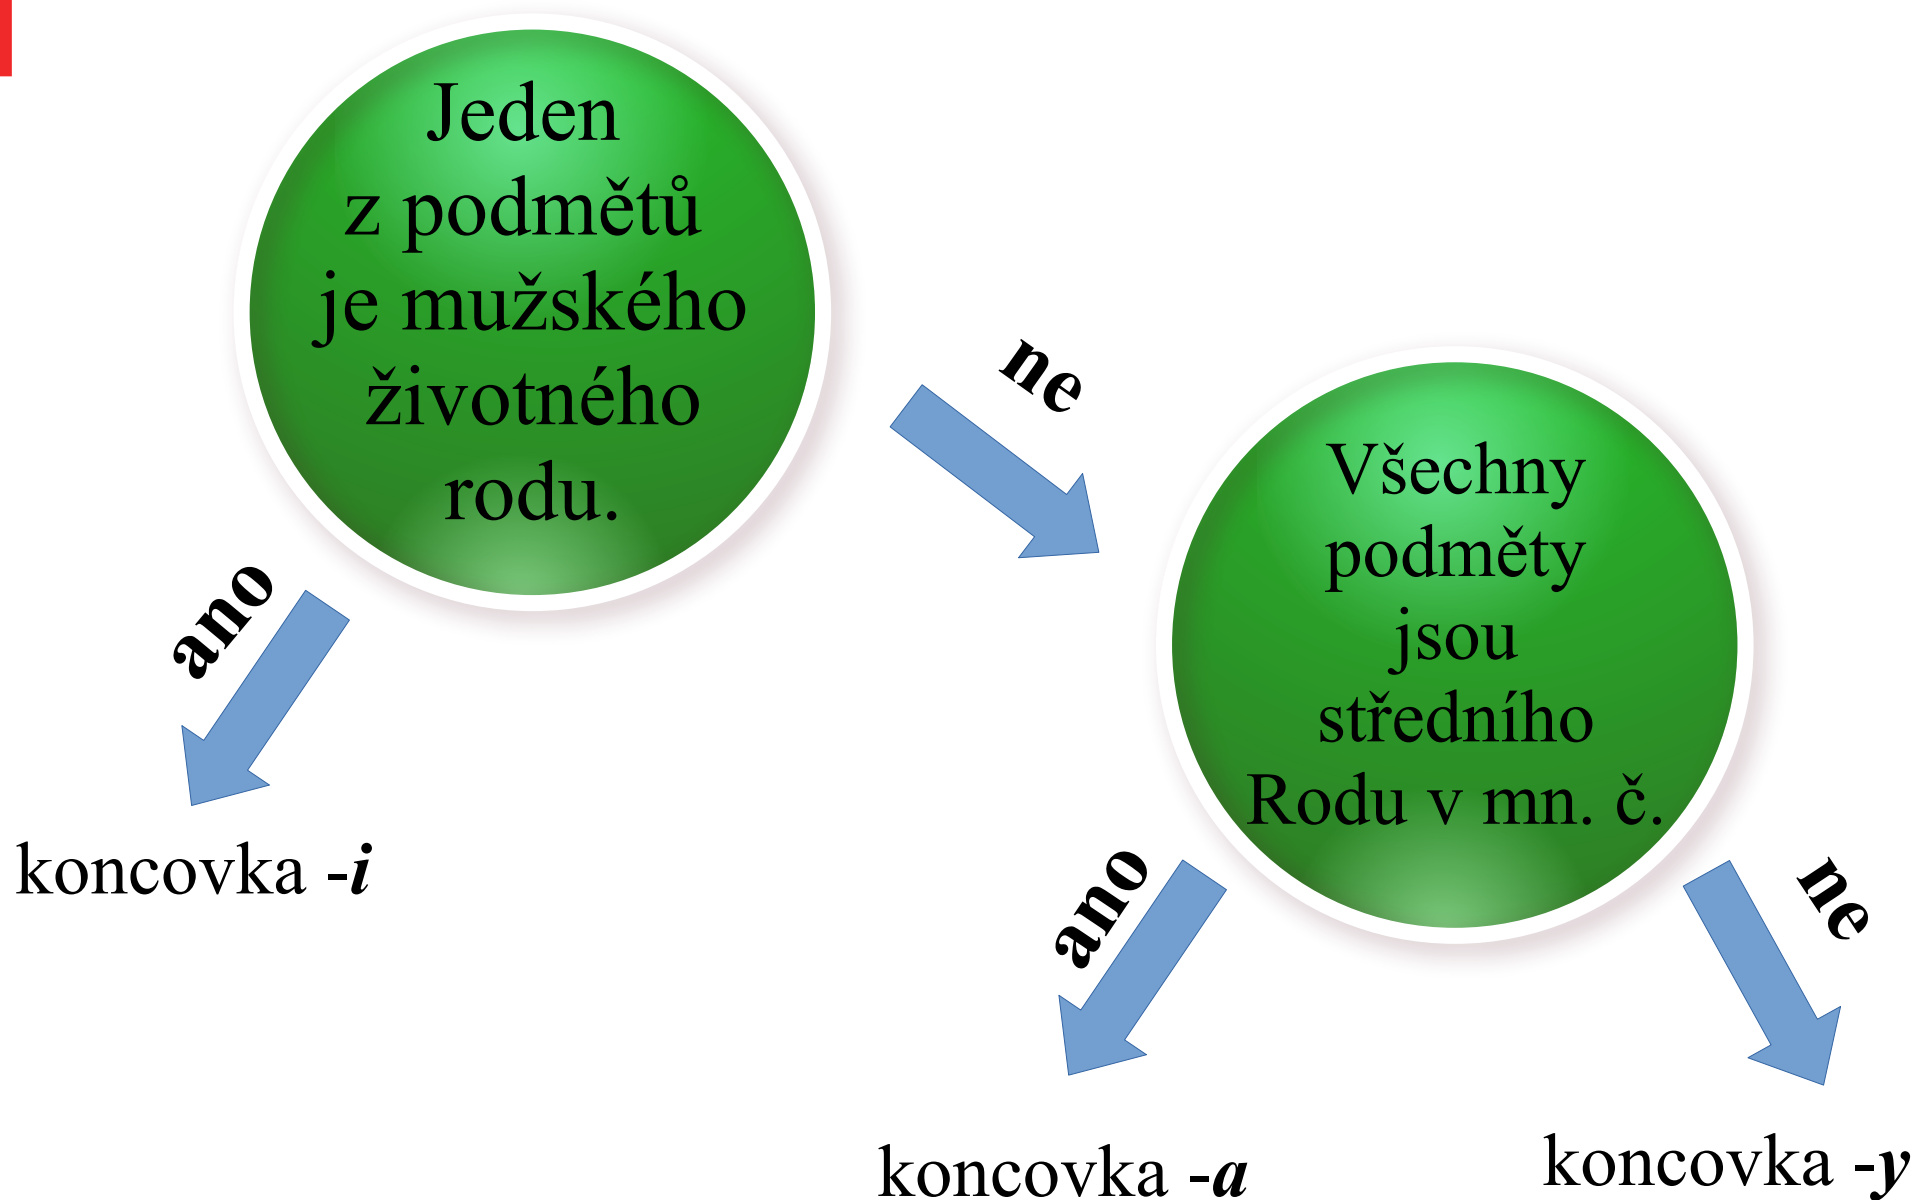 Jeden
z podmětů
je mužského
životného
rodu.
ne
ano
koncovka -i
Všechny
podměty
jsou
středního
Rodu v mn. č.
ano
ne
koncovka -a
koncovka -y